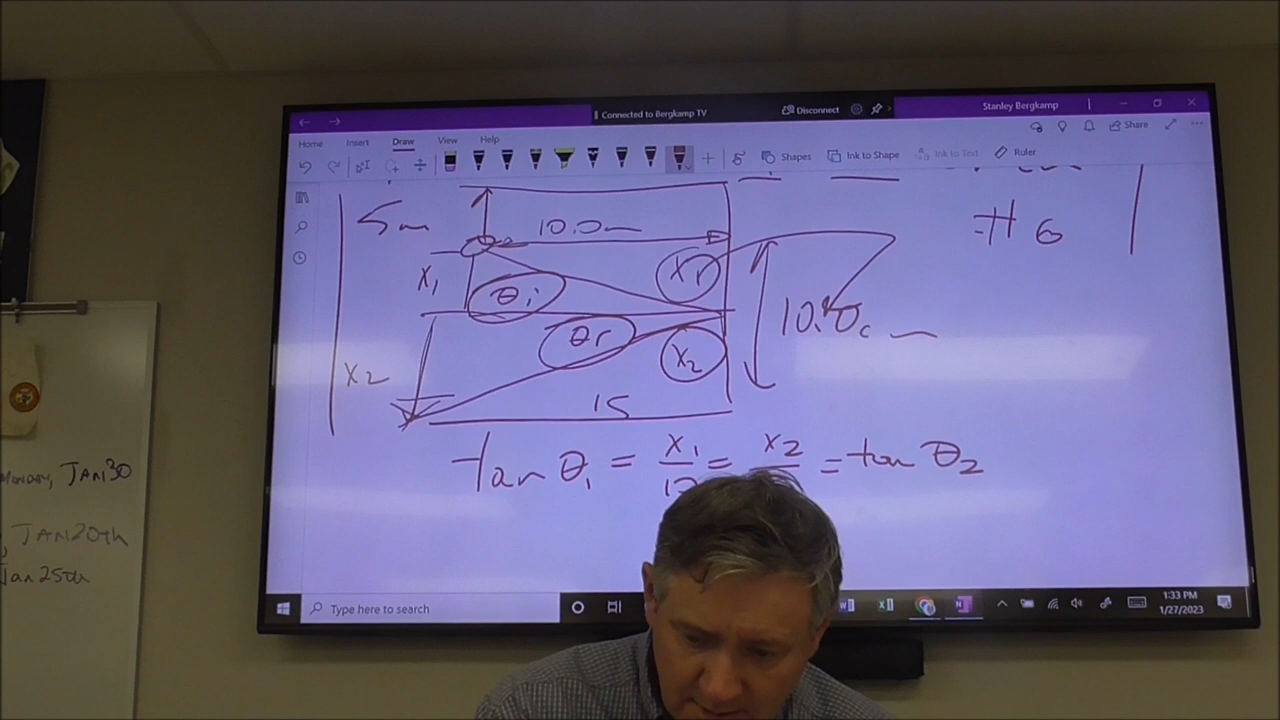 Connected to Bergkamp TV
Disconnect
Stanley Bergkamp
Home Insert Draw View Help
Share
Shapes
Ink to Shape
Ink to Text
Ruler
5m
10.0m
# 6
x1
θi
xr
θr
x2
x2
15
tan θ1 = x1 = x2 = tan θ2
Type here to search
1:33 PM
1/27/2023
MONDAY, JAN 30
, JAN 20th
Jan 25th